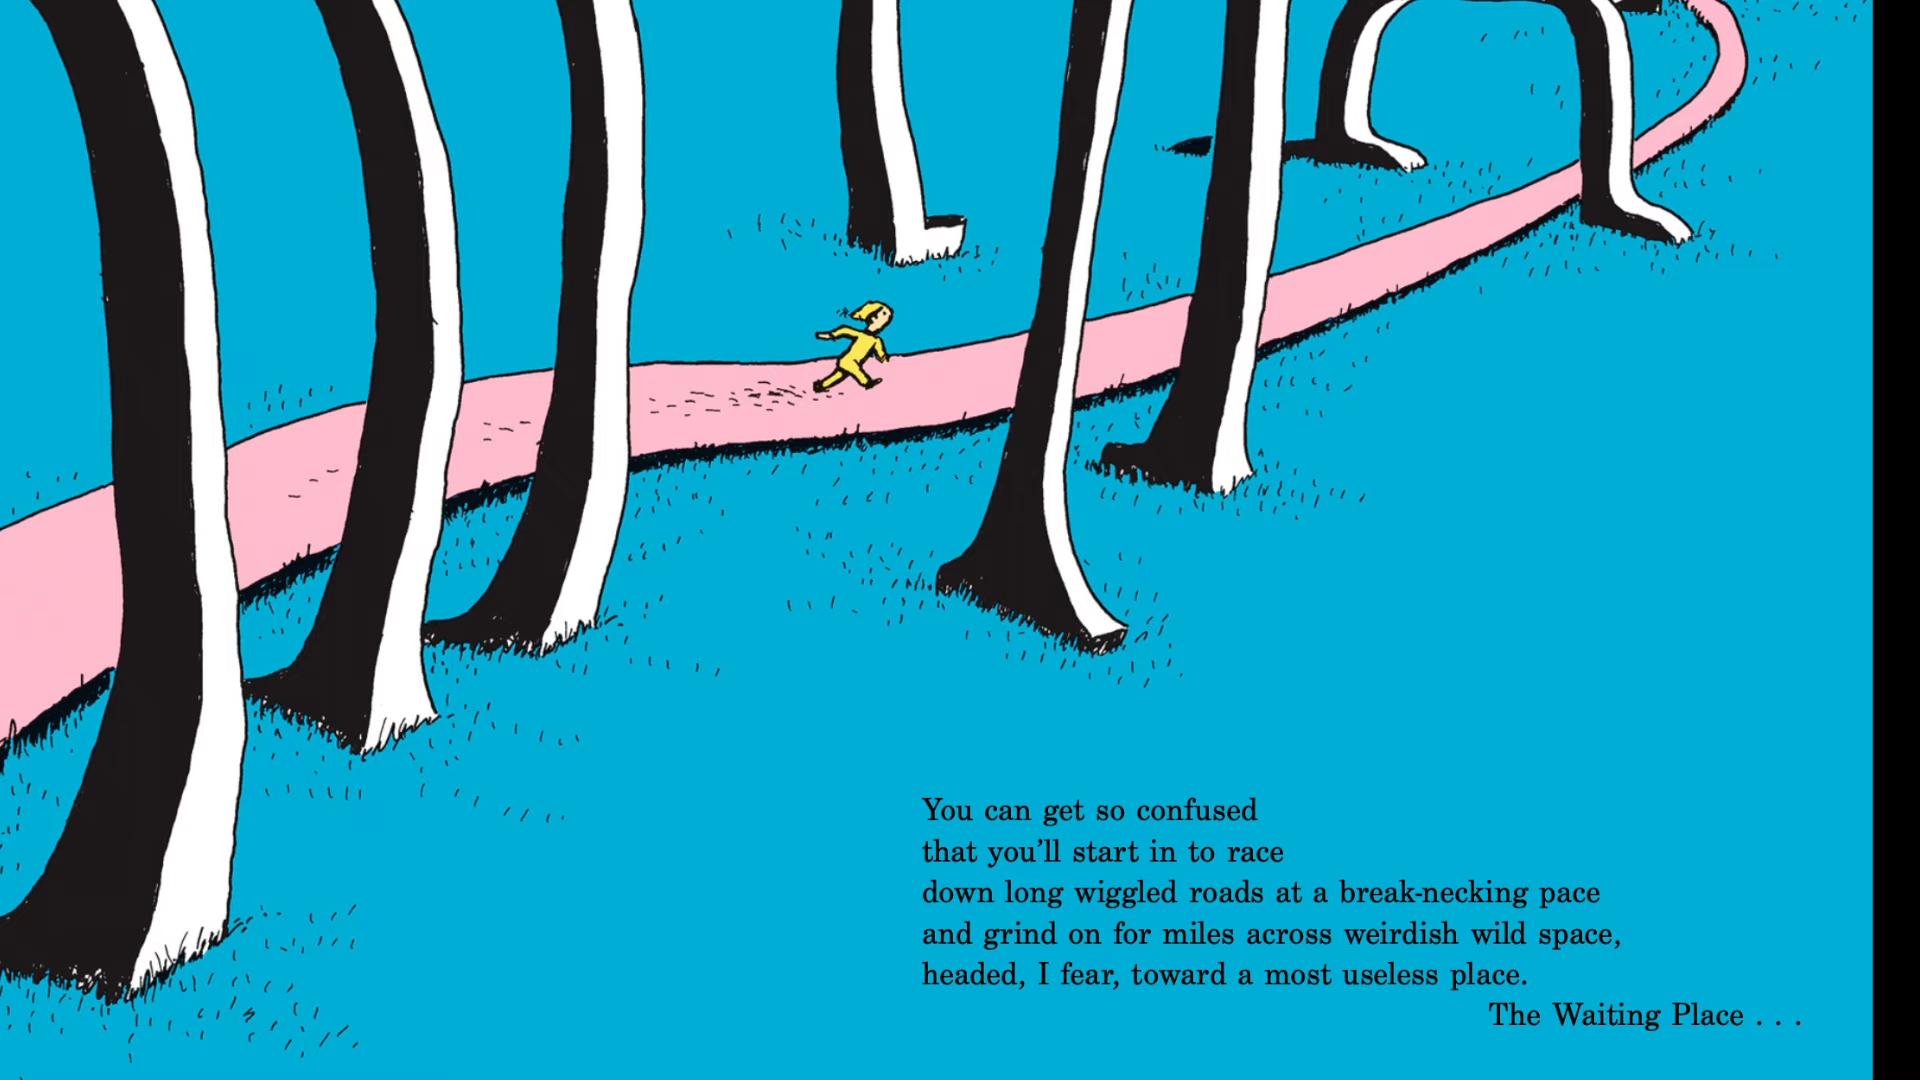 You can get so confused
that you’ll start in to race
down long wiggled roads at a break-necking pace
and grind on for miles across weirdish wild space,
headed, I fear, toward a most useless place.
The Waiting Place . . .